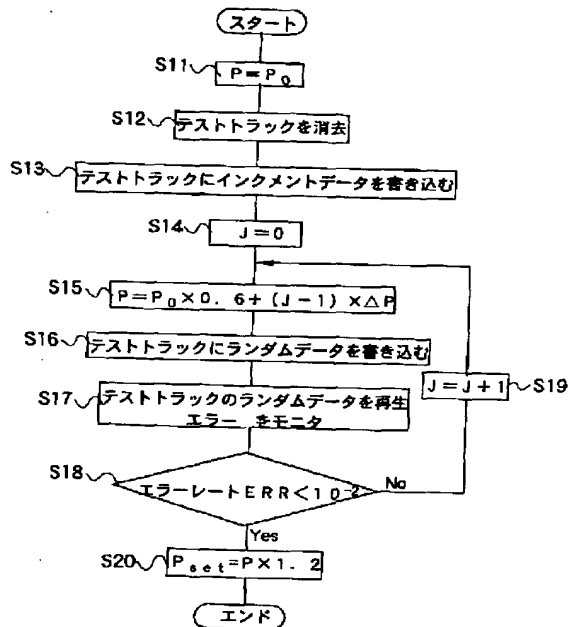 スタート
S11
P=P0
S12
テストトラックを消去
S13
テストトラックにインクメントデータを書き込む
S14
J=0
S15
P=P0×0.6+(J-1)×△P
S16
テストトラックにランダムデータを書き込む
S17
テストトラックのランダムデータを再生
エラー をモニタ
J=J+1
S19
S18
エラーレートERR<10-2
No
Yes
S20
Pset=P×1.2
エンド